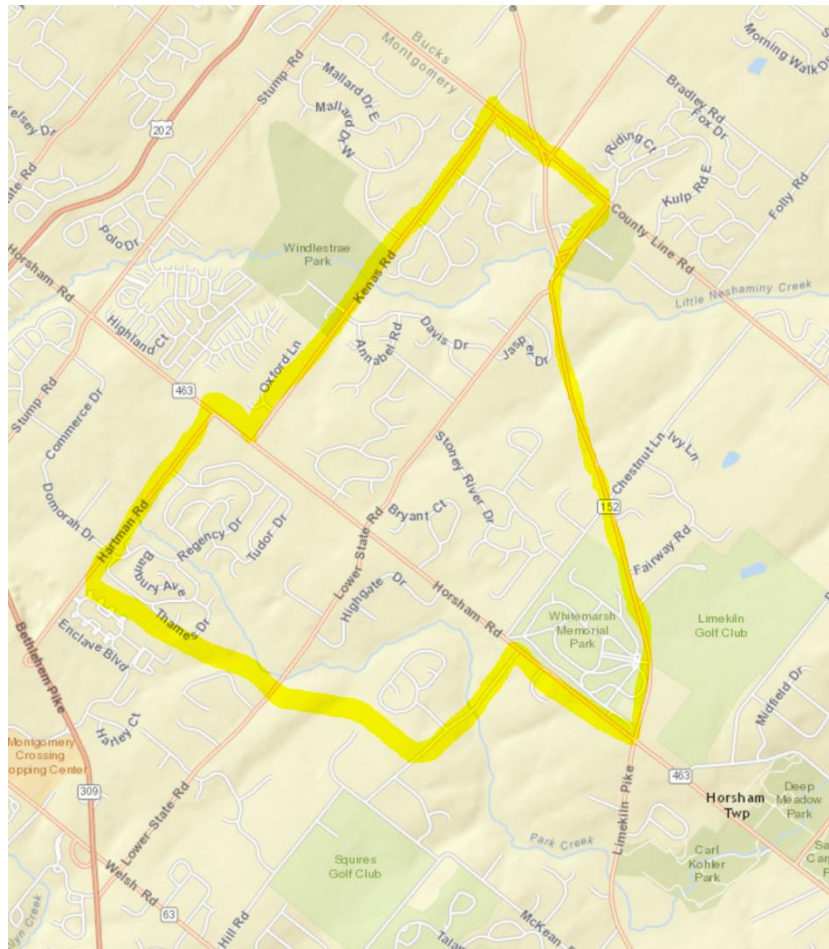 Bucks
Montgomery
Stump Rd
Mallard Dr E
Mallard Dr W
Morning Walk Dr
Bradley Rd
Fox Dr
Riding Ct
Kulp Rd E
Folly Rd
County Line Rd
Little Neshaminy Creek
202
Polo Dr
Horsham Rd
Highland Ct
Windlestrae
Park
Kenas Rd
Oxford Ln
Annabel Rd
Davis Dr
Jasper Dr
463
Stump Rd
Commerce Dr
Domorah Dr
Hartman Rd
Regency Dr
Tudor Dr
Banbury Ave
Thames Dr
Enclave Blvd
Harley Ct
Bethlehem Pike
Stoney River Dr
Bryant Ct
Lower State Rd
Highgate Dr
Horsham Rd
Chestnut Ln
Ivy Ln
152
Fairway Rd
Whitemarsh
Memorial
Park
Limekiln
Golf Club
Midfield Dr
Montgomery
Crossing
opping Center
309
Lower State Rd
Welsh Rd
63
Hill Rd
Squires
Golf Club
Park Creek
Limekiln Pike
463
Horsham
Twp
Deep
Meadow
Park
Carl
Kohler
Park
McKean Rd